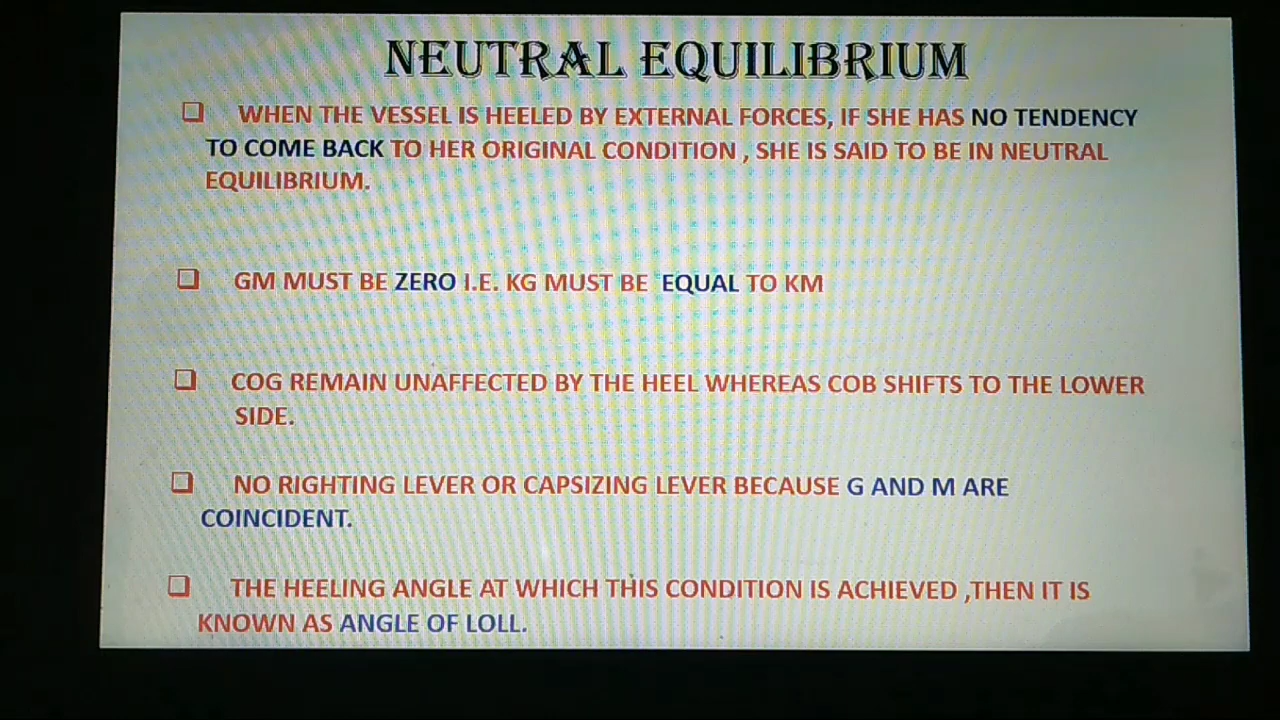 NEUTRAL EQUILIBRIUM
WHEN THE VESSEL IS HEELED BY EXTERNAL FORCES, IF SHE HAS NO TENDENCY
TO COME BACK TO HER ORIGINAL CONDITION , SHE IS SAID TO BE IN NEUTRAL
EQUILIBRIUM.
GM MUST BE ZERO I.E. KG MUST BE EQUAL TO KM
COG REMAIN UNAFFECTED BY THE HEEL WHEREAS COB SHIFTS TO THE LOWER
SIDE.
NO RIGHTING LEVER OR CAPSIZING LEVER BECAUSE G AND M ARE
COINCIDENT.
THE HEELING ANGLE AT WHICH THIS CONDITION IS ACHIEVED ,THEN IT IS
KNOWN AS ANGLE OF LOLL.